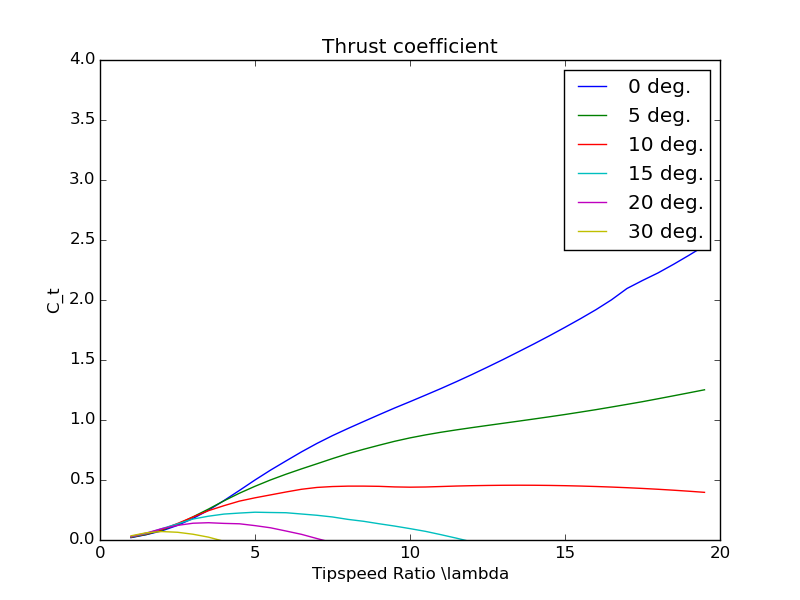 Thrust coefficient
4.0
3.5
3.0
2.5
2.0
1.5
1.0
0.5
0.0
C_t
0 deg.
5 deg.
10 deg.
15 deg.
20 deg.
30 deg.
0 5 10 15 20
Tipspeed Ratio \lambda